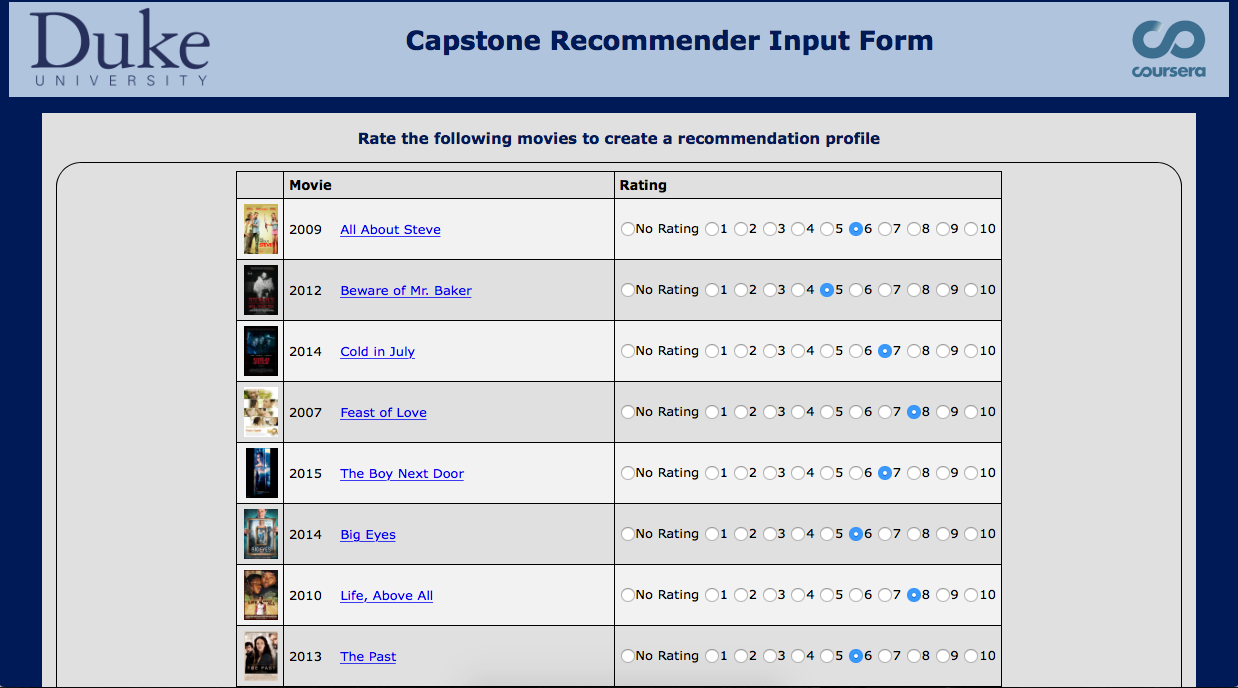 Duke
UNIVERSITY
Capstone Recommender Input Form
coursera
Rate the following movies to create a recommendation profile
Movie Rating
2009 All About Steve No Rating 1 2 3 4 5 6 7 8 9 10
2012 Beware of Mr. Baker No Rating 1 2 3 4 5 6 7 8 9 10
2014 Cold in July No Rating 1 2 3 4 5 6 7 8 9 10
2007 Feast of Love No Rating 1 2 3 4 5 6 7 8 9 10
2015 The Boy Next Door No Rating 1 2 3 4 5 6 7 8 9 10
2014 Big Eyes No Rating 1 2 3 4 5 6 7 8 9 10
2010 Life, Above All No Rating 1 2 3 4 5 6 7 8 9 10
THE PAST
2013 The Past No Rating 1 2 3 4 5 6 7 8 9 10